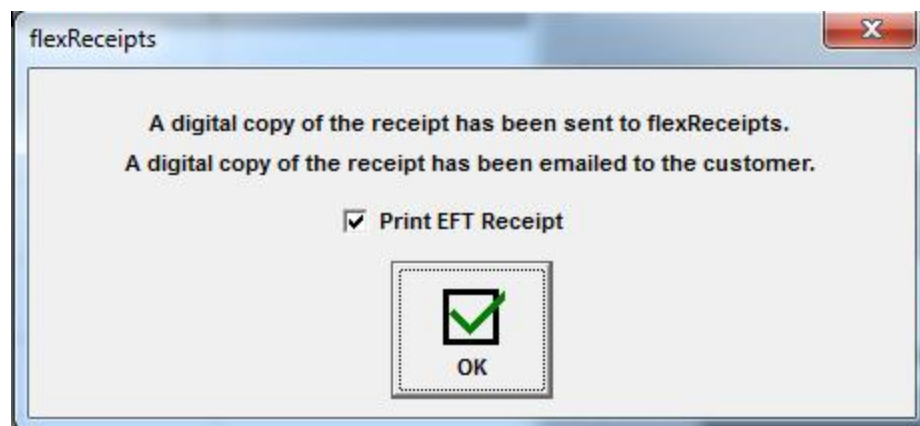 flexReceipts
A digital copy of the receipt has been sent to flexReceipts.
A digital copy of the receipt has been emailed to the customer.
Print EFT Receipt
OK